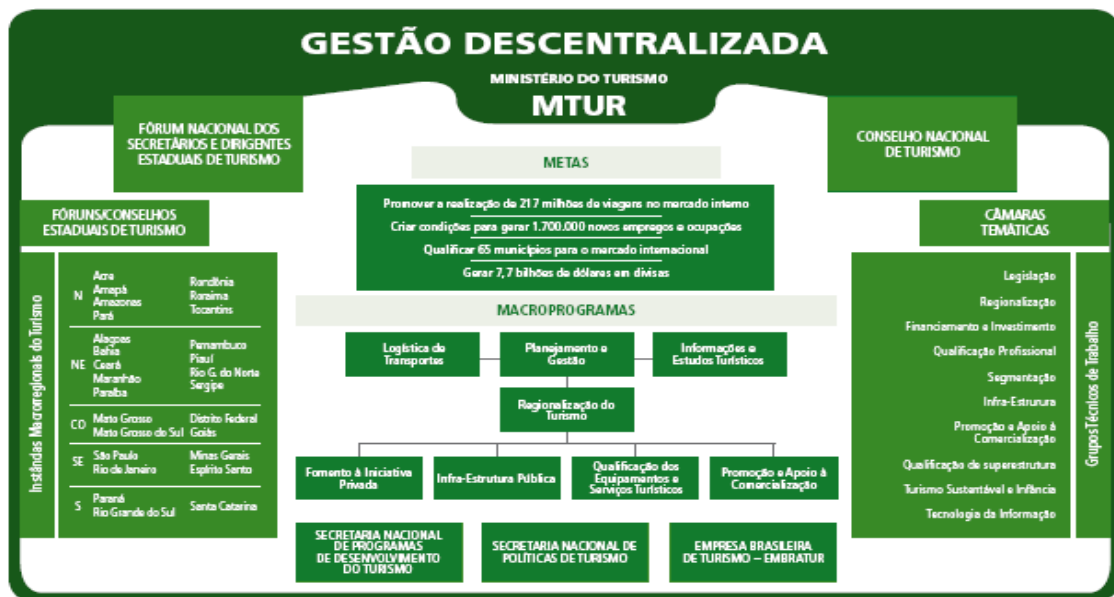 GESTÃO DESCENTRALIZADA
MINISTÉRIO DO TURISMO
MTUR
FÓRUM NACIONAL DOS
SECRETÁRIOS E DIRIGENTES
ESTADUAIS DE TURISMO
CONSELHO NACIONAL
DE TURISMO
METAS
Promover a realização de 217 milhões de viagens no mercado interno
Criar condições para gerar 1.700.000 novos empregos e ocupações
Qualificar 65 municípios para o mercado internacional
Gerar 7,7 bilhões de dólares em divisas
FÓRUNS/CONSELHOS
ESTADUAIS DE TURISMO
Instâncias Macrorregionais do Turismo
N
Acre
Amapá
Amazonas
Pará
Rondônia
Roraima
Tocantins
NE
Alagoas
Bahia
Ceará
Maranhão
Paraíba
Pernambuco
Piauí
Rio G. do Norte
Sergipe
CO
Mato Grosso
Mato Grosso do Sul
Distrito Federal
Goiás
SE
São Paulo
Rio de Janeiro
Minas Gerais
Espírito Santo
S
Paraná
Rio Grande do Sul
Santa Catarina
MACROPROGRAMAS
Logística de
Transportes
Planejamento e
Gestão
Informações e
Estudos Turísticos
Regionalização do
Turismo
Fomento à Iniciativa
Privada
Infra-Estrutura Pública
Qualificação dos
Equipamentos e
Serviços Turísticos
Promoção e Apoio à
Comercialização
SECRETARIA NACIONAL
DE PROGRAMAS
DE DESENVOLVIMENTO
DO TURISMO
SECRETARIA NACIONAL DE
POLÍTICAS DE TURISMO
EMPRESA BRASILEIRA
DE TURISMO – EMBRATUR
CÂMARAS
TEMÁTICAS
Legislação
Regionalização
Financiamento e Investimento
Qualificação Profissional
Segmentação
Infra-Estrurura
Promoção e Apoio à
Comercialização
Qualificação de superestrutura
Turismo Sustentável e Infância
Tecnologia da Informação
Grupos Técnicos de Trabalho